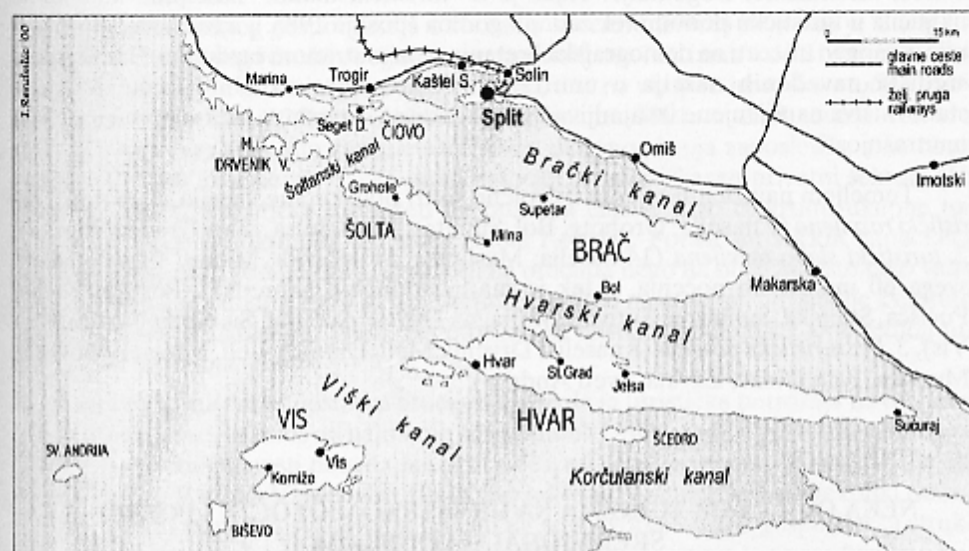 15 km
glavne ceste
main roads
želj. pruga
railways
Marina
Trogir
Kaštel S.
Solin
Split
Seget D.
ČIOVO
M.
DRVENIK V.
Šoltanski kanal
Omiš
Imotski
Brački kanal
Grohote
ŠOLTA
Supetar
Milna
BRAČ
Bol
Makarska
Hvarski kanal
Hvar
St.Grad
Jelsa
HVAR
Sućuraj
ŠĆEDRO
Viški kanal
VIS
Vis
Komiža
SV. ANDRIJA
BIŠEVO
Korčulanski kanal